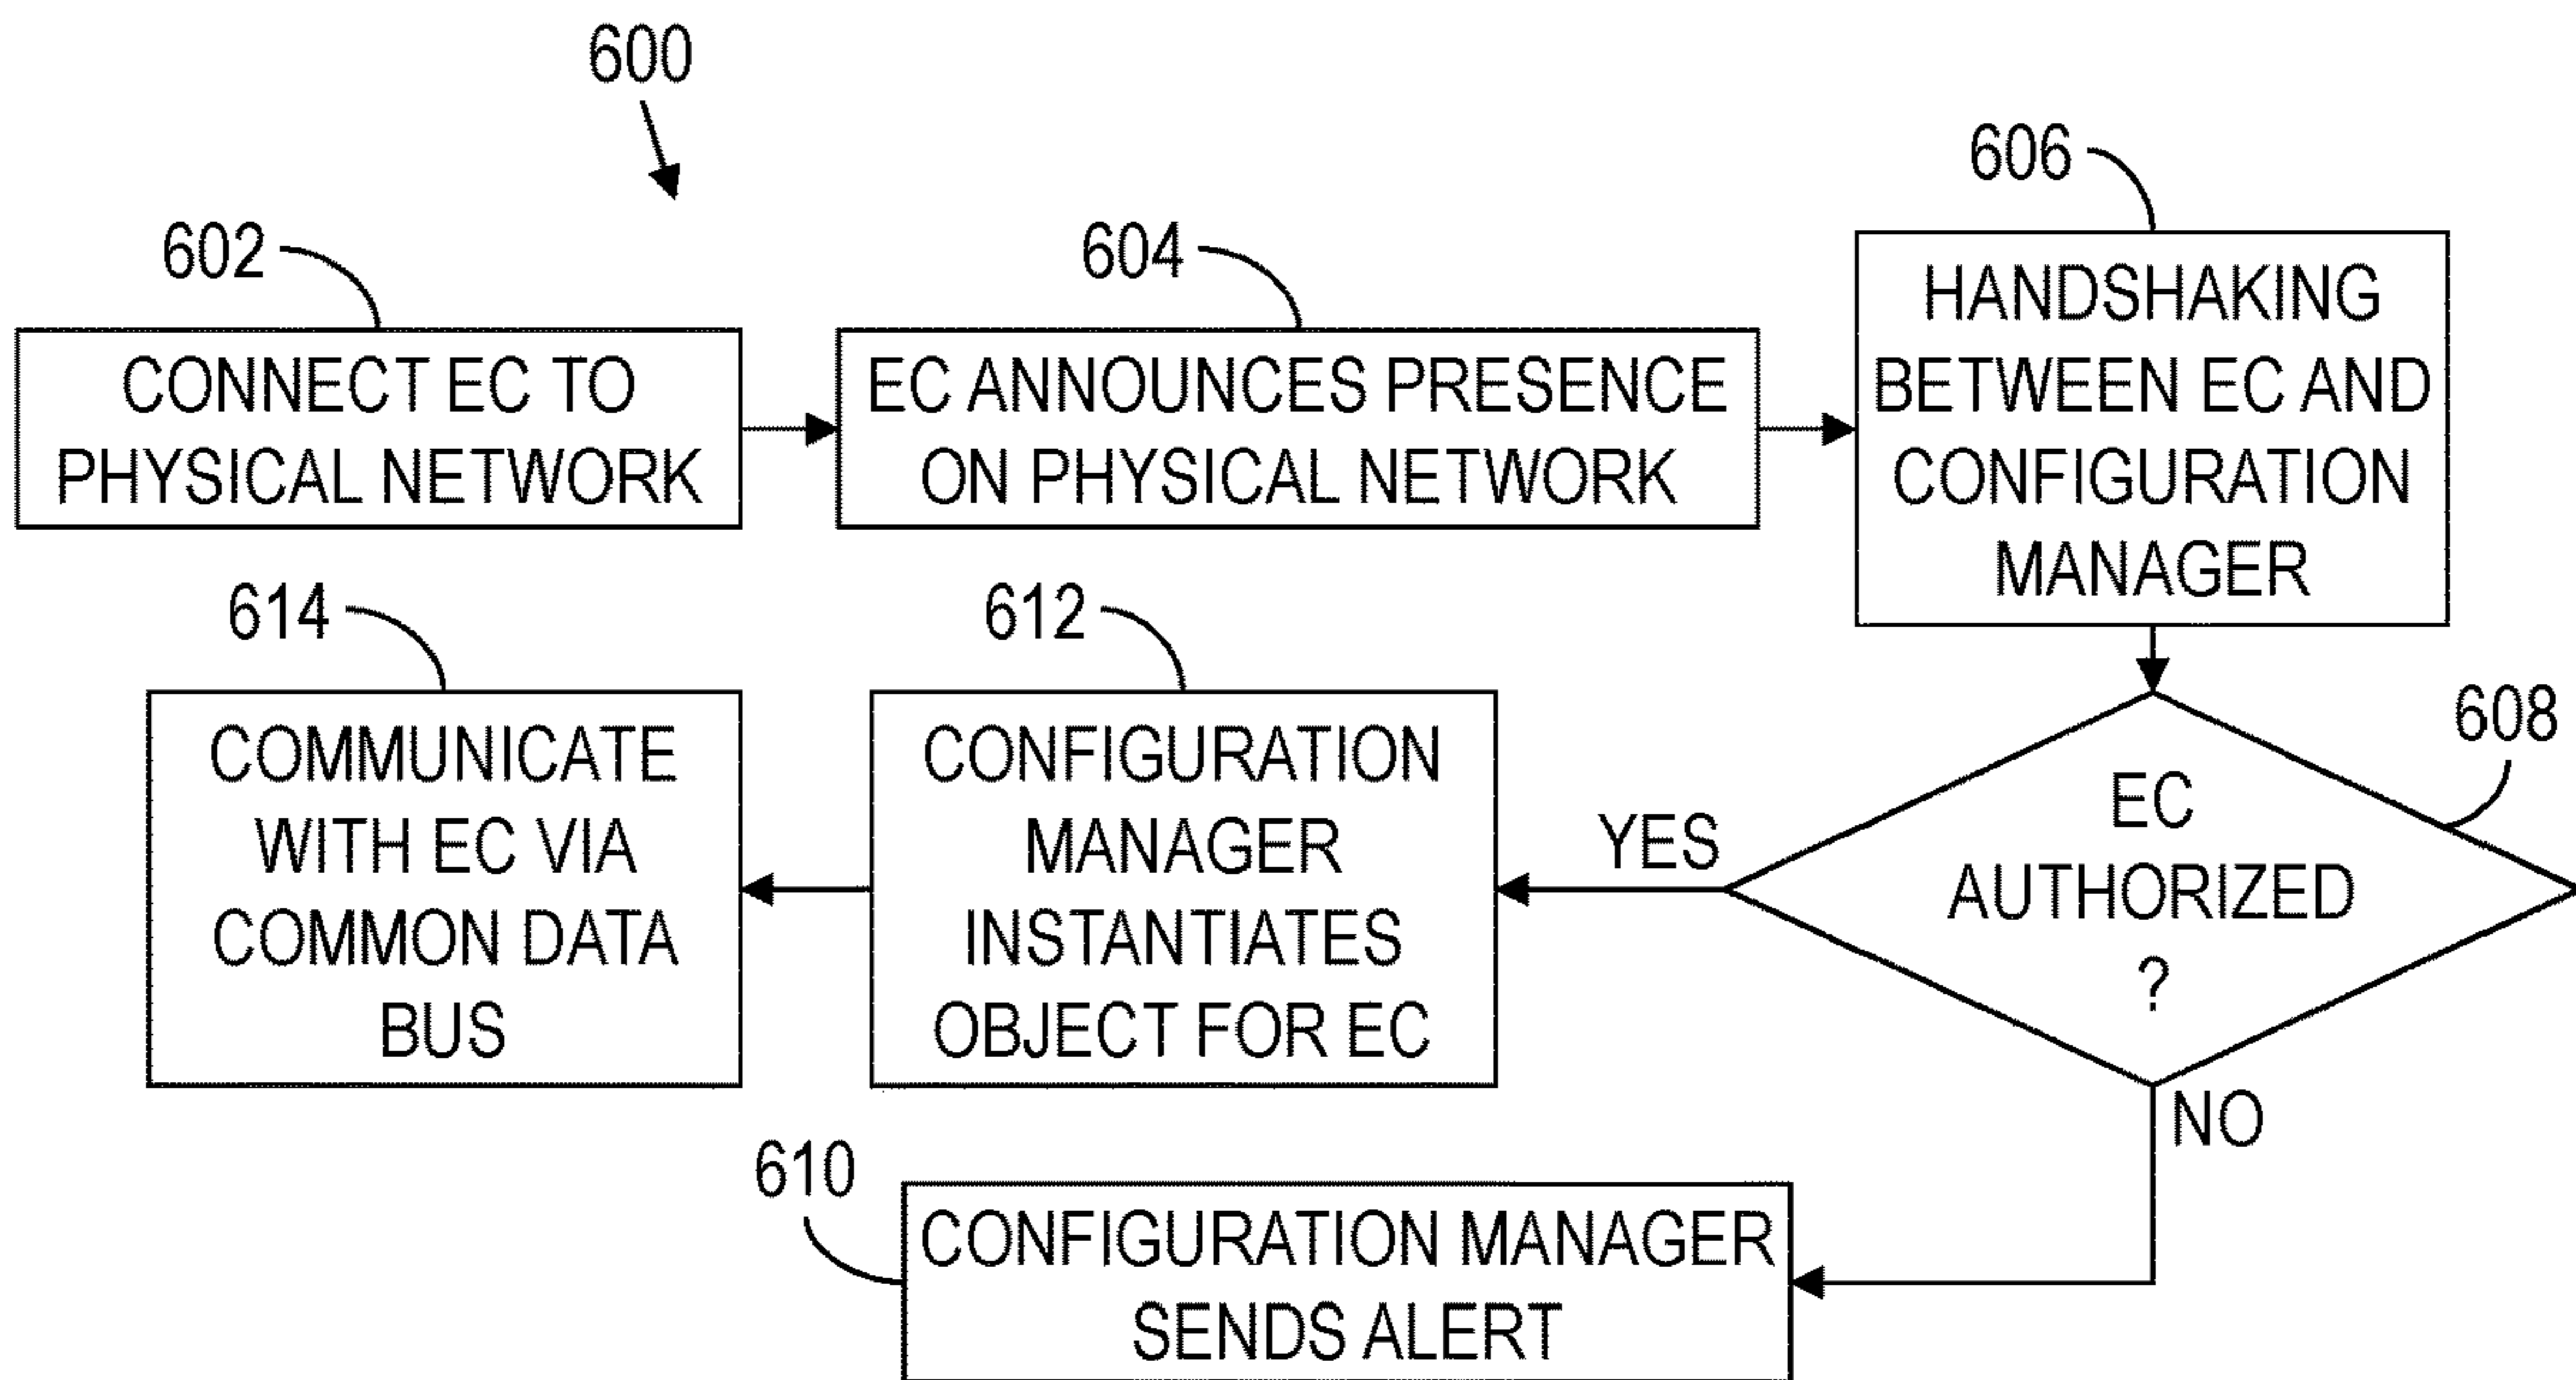 600
602
CONNECT EC TO
PHYSICAL NETWORK
604
EC ANNOUNCES PRESENCE
ON PHYSICAL NETWORK
606
HANDSHAKING
BETWEEN EC AND
CONFIGURATION
MANAGER
608
EC
AUTHORIZED
?
YES
612
CONFIGURATION
MANAGER
INSTANTIATES
OBJECT FOR EC
614
COMMUNICATE
WITH EC VIA
COMMON DATA
BUS
NO
610
CONFIGURATION MANAGER
SENDS ALERT